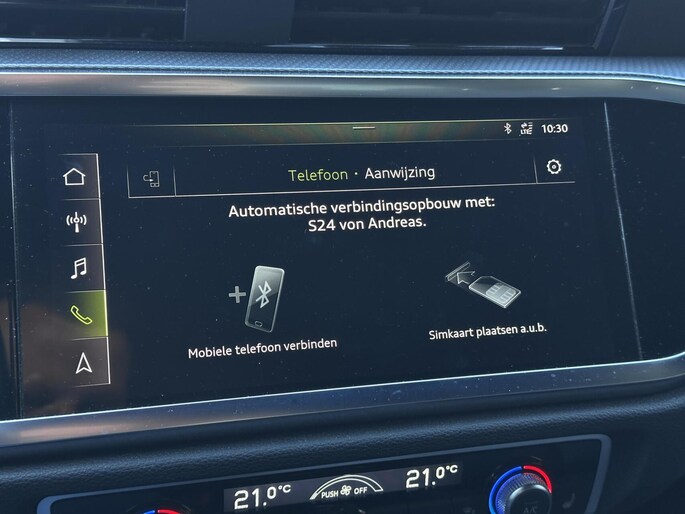 LTE 10:30
Telefoon · Aanwijzing
Automatische verbindingsopbouw met:
S24 von Andreas.
Mobiele telefoon verbinden
Simkaart plaatsen a.u.b.
21.0°C PUSH OFF 21.0°C